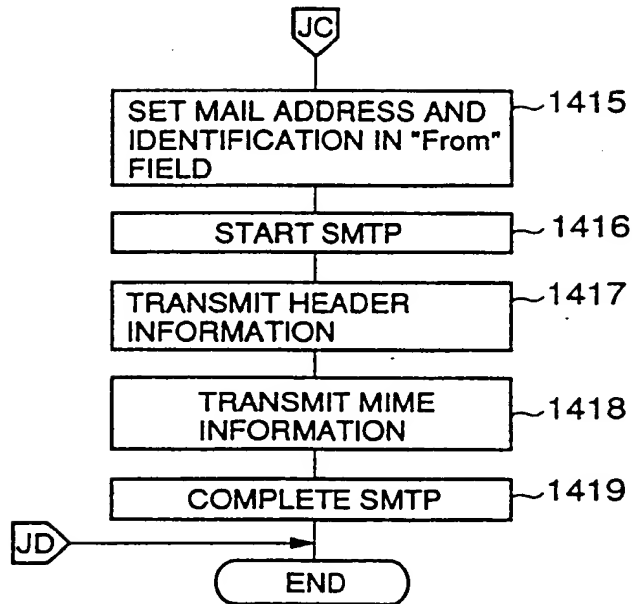 JC
SET MAIL ADDRESS AND
IDENTIFICATION IN "From"
FIELD
1415
START SMTP
1416
TRANSMIT HEADER
INFORMATION
1417
TRANSMIT MIME
INFORMATION
1418
COMPLETE SMTP
1419
JD
END